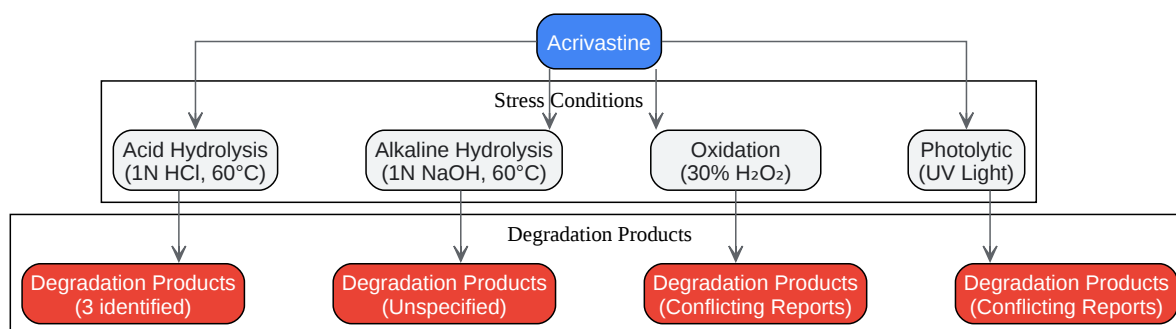 Acrivastine
Stress Conditions
Acid Hydrolysis
(1N HCl, 60°C)
Alkaline Hydrolysis
(1N NaOH, 60°C)
Oxidation
(30% H₂O₂)
Photolytic
(UV Light)
Degradation Products
Degradation Products
(3 identified)
Degradation Products
(Unspecified)
Degradation Products
(Conflicting Reports)
Degradation Products
(Conflicting Reports)